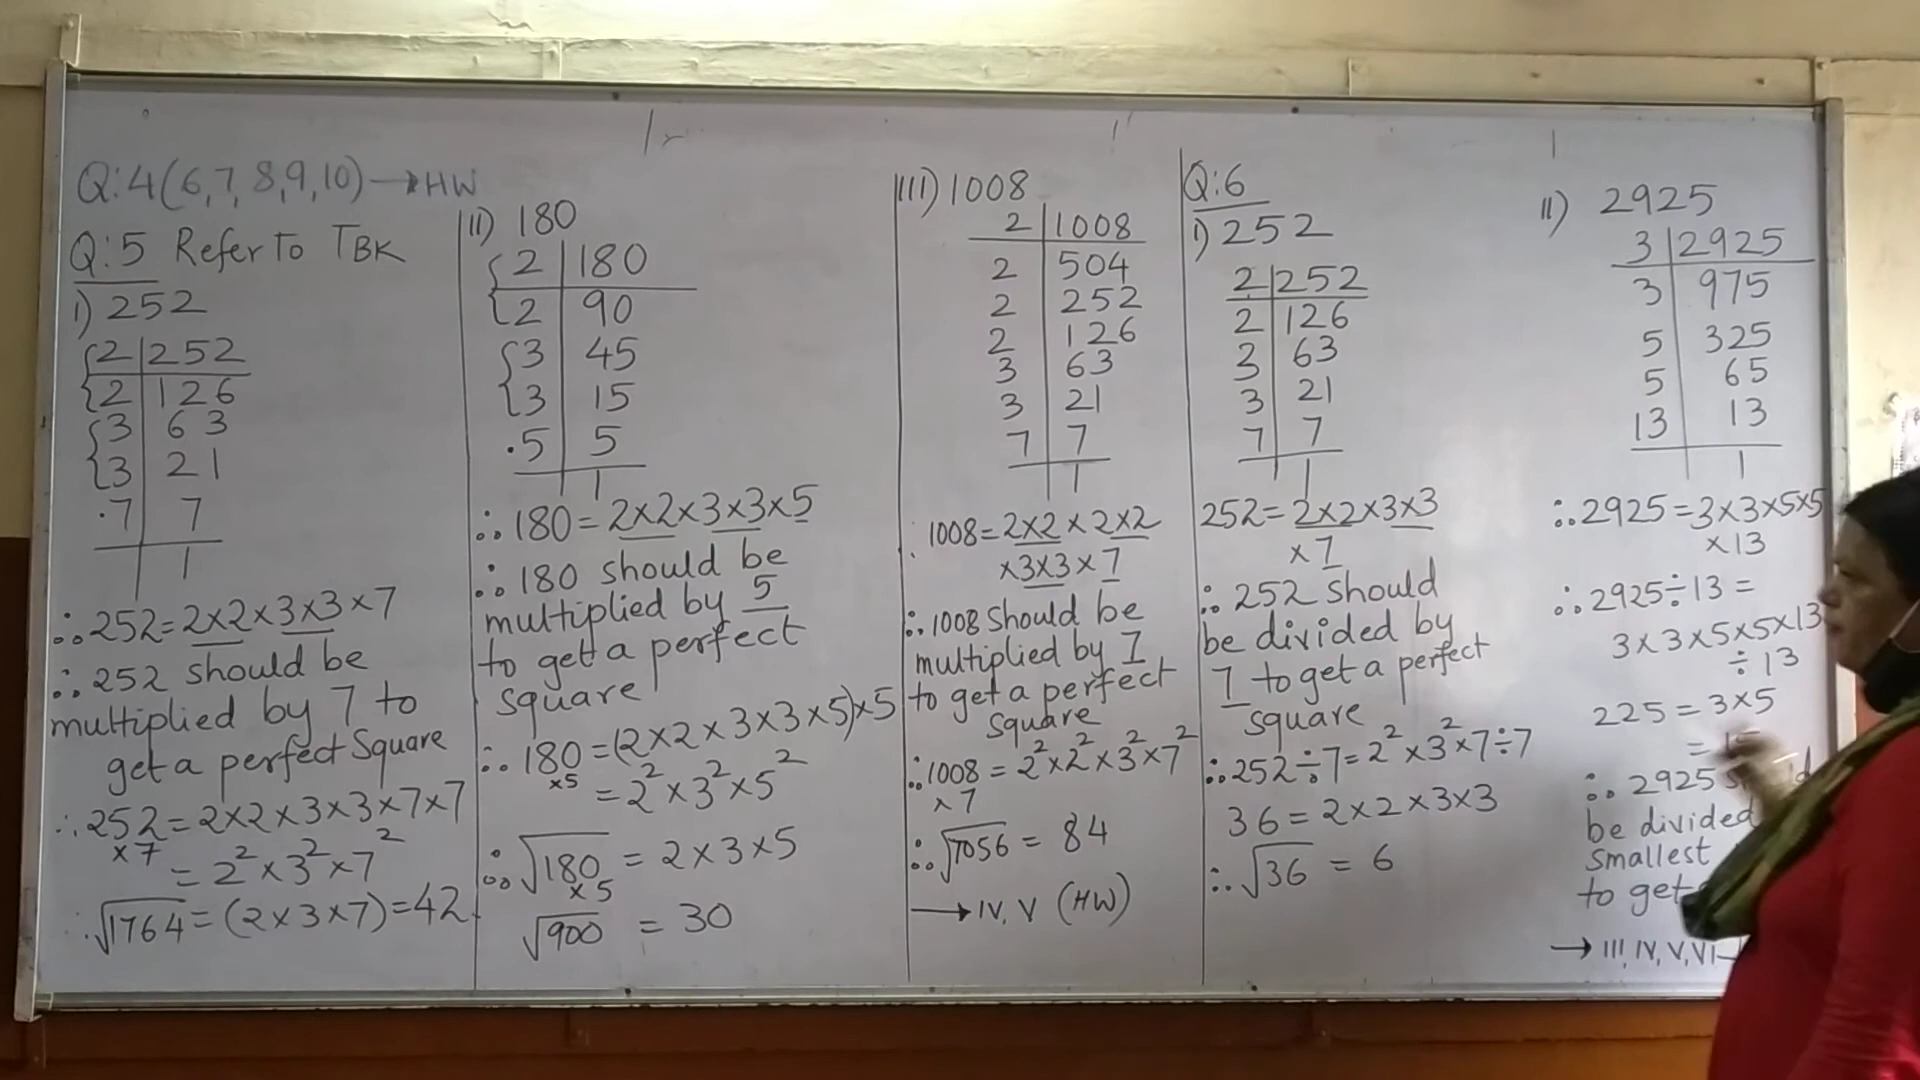 Q:4(6,7,8,9,10)→HW
Q:5 Refer to TBK
i) 252
2|252
2|126
3|63
3|21
7|7
1
∴252=2×2×3×3×7
∴252 should be
multiplied by 7 to
get a perfect square
∴252=2×2×3×3×7×7
×7
=2²×3²×7²
∴√1764=(2×3×7)=42
ii) 180
2|180
2|90
3|45
3|15
5|5
1
∴180=2×2×3×3×5
∴180 should be
multiplied by 5
to get a perfect
square
∴180=(2×2×3×3×5)×5
×5
=2²×3²×5²
∴√180=2×3×5
×5
√900=30
III) 1008
2|1008
2|504
2|252
2|126
3|63
3|21
7|7
1
∴1008=2×2×2×2
×3×3×7
∴1008 should be
multiplied by 7
to get a perfect
square
∴1008=2²×2²×3²×7²
×7
∴√7056=84
→IV, V (HW)
Q:6
i) 252
2|252
2|126
3|63
3|21
7|7
1
252=2×2×3×3
×7
∴252 should
be divided by
7 to get a perfect
square
∴252÷7=2²×3²×7÷7
36=2×2×3×3
∴√36=6
ii) 2925
3|2925
3|975
5|325
5|65
13|13
1
∴2925=3×3×5×5
×13
∴2925÷13=
3×3×5×5×13
÷13
225=3×5
=
∴2925
be divided
smallest
to get
→III, IV, V, VI